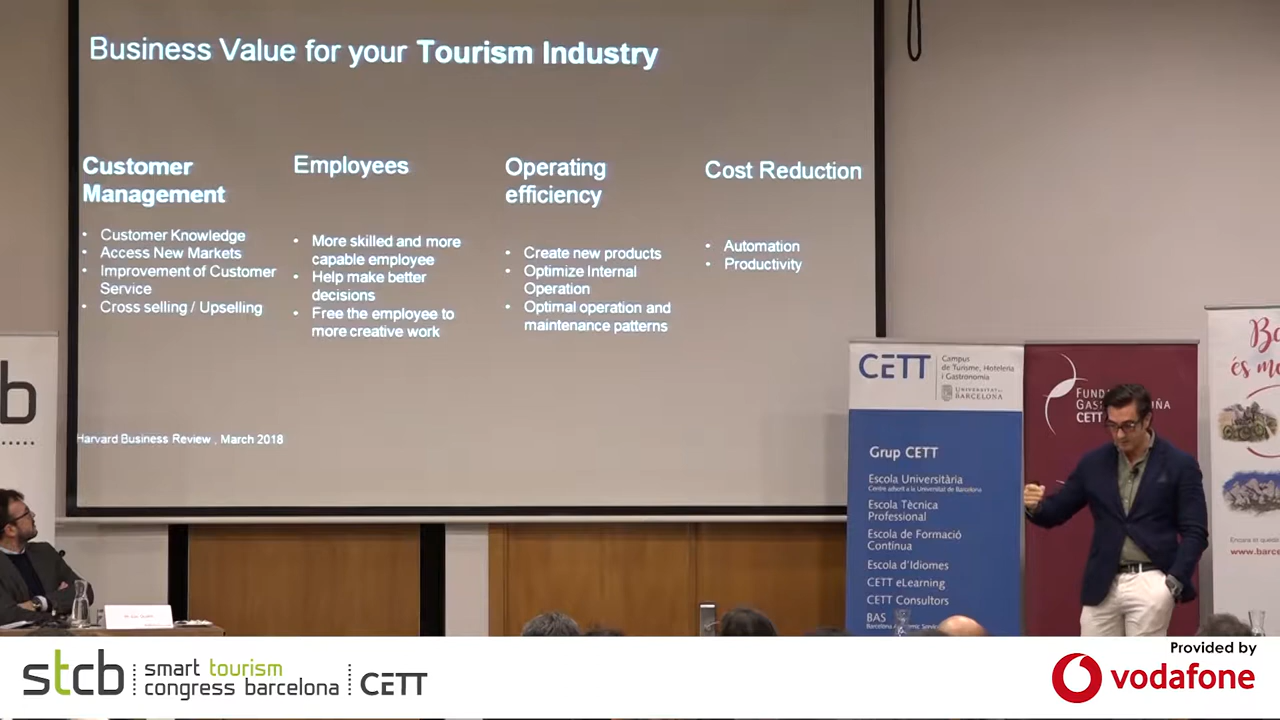 Business Value for your Tourism Industry
Customer
Management
• Customer Knowledge
• Access New Markets
• Improvement of Customer
Service
• Cross selling / Upselling
Employees
• More skilled and more
capable employee
• Help make better
decisions
• Free the employee to
more creative work
Operating
efficiency
• Create new products
• Optimize Internal
Operation
• Optimal operation and
maintenance patterns
Cost Reduction
• Automation
• Productivity
Harvard Business Review , March 2018
b
CETT
Campus
de Turisme, Hoteleria
i Gastronomia
UNIVERSITAT DE
BARCELONA
Grup CETT
Escola Universitària
Centre adscrit a la Universitat de Barcelona
Escola Tècnica
Professional
Escola de Formació
Contínua
Escola d'Idiomes
CETT eLearning
CETT Consultors
BAS
FUND
GAS
CETT
Ba
és m
www.barce
stcb
smart tourism
congress barcelona
CETT
Provided by
vodafone